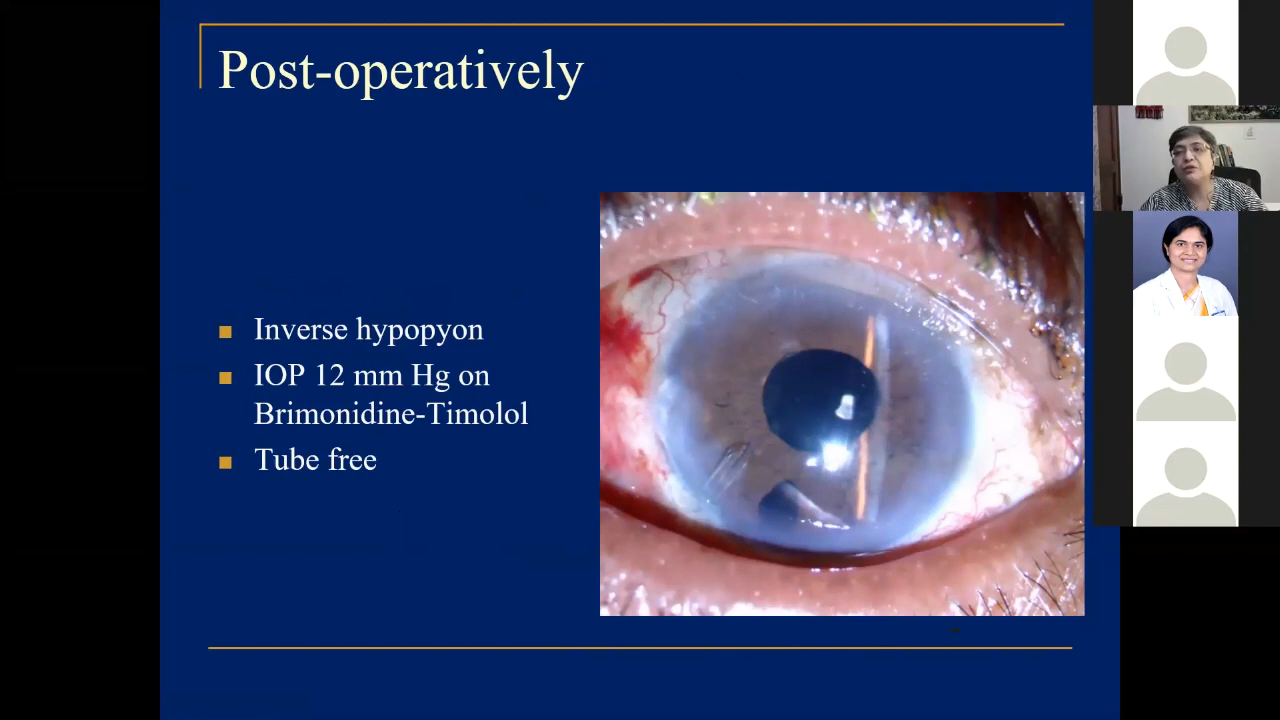 Post-operatively
Inverse hypopyon
IOP 12 mm Hg on
Brimonidine-Timolol
Tube free